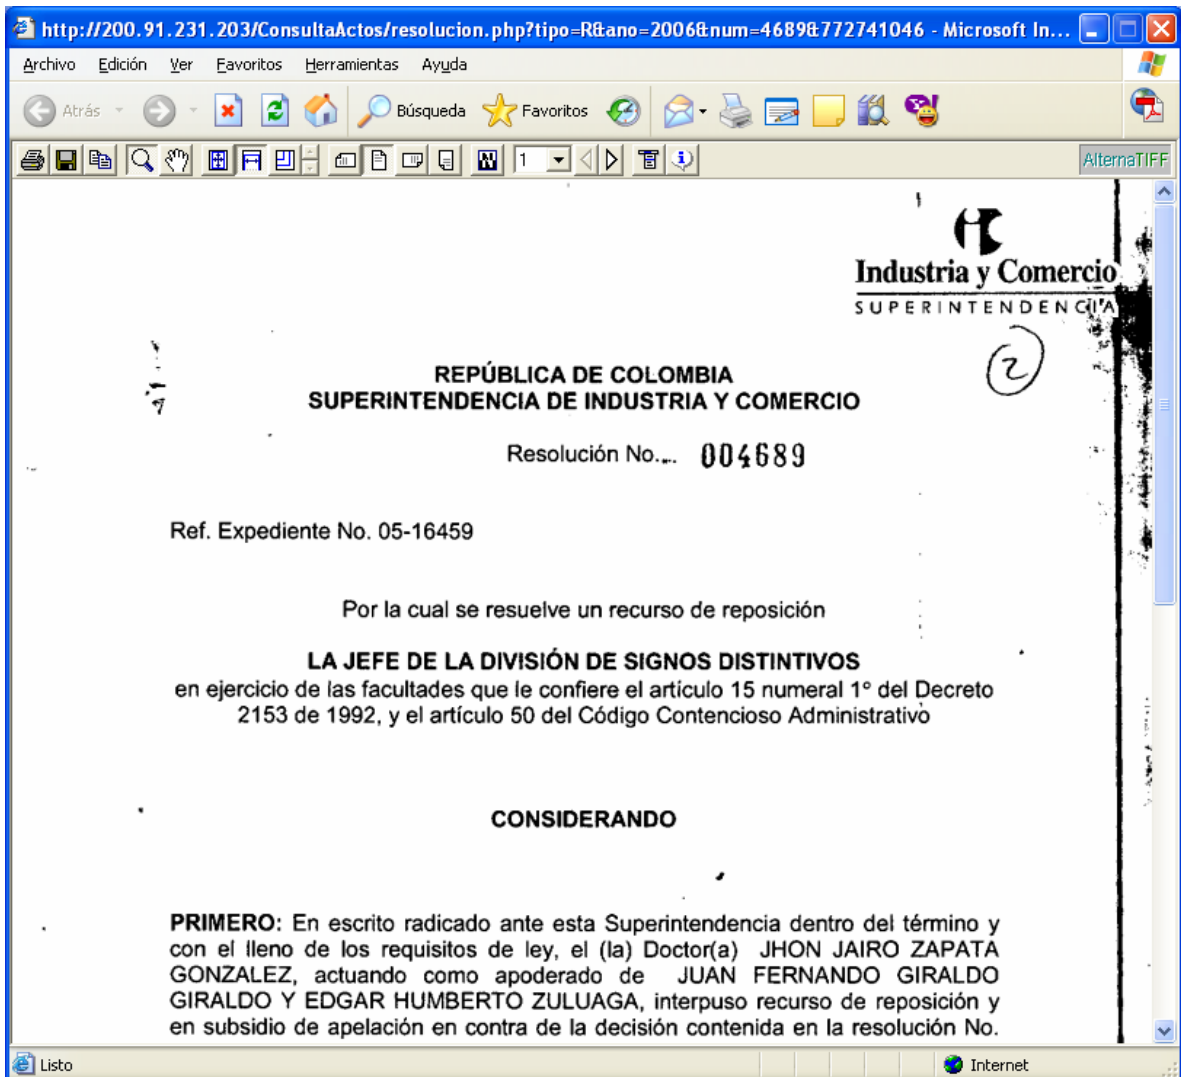 http://200.91.231.203/ConsultaActos/resolucion.php?tipo=R&ano=2006&num=4689&772741046 - Microsoft In...
Archivo Edición Ver Favoritos Herramientas Ayuda
Atrás Búsqueda Favoritos
1 AlternaTIFF
Industria y Comercio
SUPERINTENDENCIA
2
REPÚBLICA DE COLOMBIA
SUPERINTENDENCIA DE INDUSTRIA Y COMERCIO
Resolución No. 004689
Ref. Expediente No. 05-16459
Por la cual se resuelve un recurso de reposición
LA JEFE DE LA DIVISIÓN DE SIGNOS DISTINTIVOS
en ejercicio de las facultades que le confiere el artículo 15 numeral 1º del Decreto
2153 de 1992, y el artículo 50 del Código Contencioso Administrativo
CONSIDERANDO
PRIMERO: En escrito radicado ante esta Superintendencia dentro del término y
con el lleno de los requisitos de ley, el (la) Doctor(a) JHON JAIRO ZAPATA
GONZALEZ, actuando como apoderado de JUAN FERNANDO GIRALDO
GIRALDO Y EDGAR HUMBERTO ZULUAGA, interpuso recurso de reposición y
en subsidio de apelación en contra de la decisión contenida en la resolución No.
Listo Internet